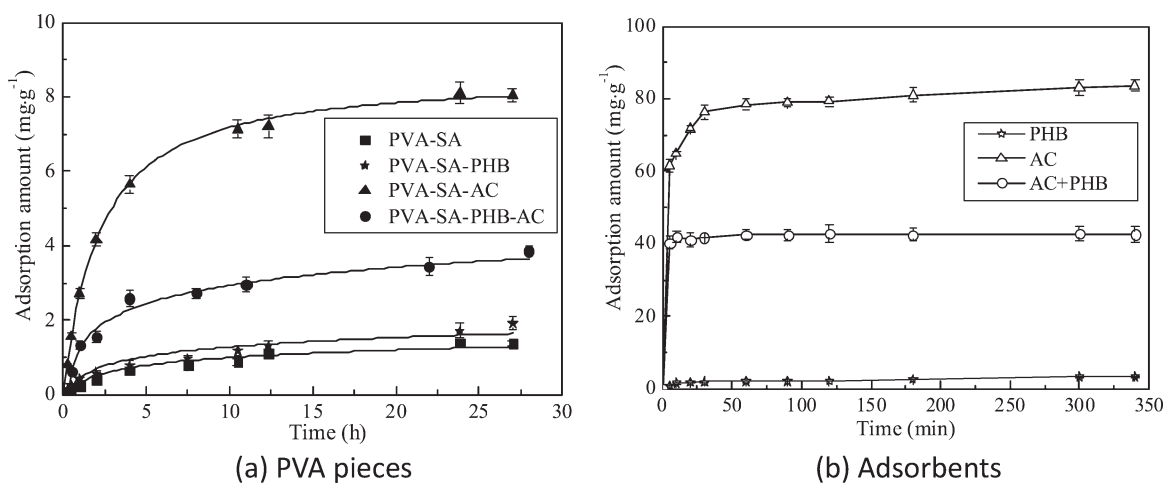 Adsorption amount (mg·g⁻¹)
10
8
6
4
2
0
0
5
10
15
20
25
30
Time (h)
PVA-SA
PVA-SA-PHB
PVA-SA-AC
PVA-SA-PHB-AC
(a) PVA pieces
Adsorption amount (mg·g⁻¹)
100
80
60
40
20
0
0
50
100
150
200
250
300
350
Time (min)
PHB
AC
AC+PHB
(b) Adsorbents